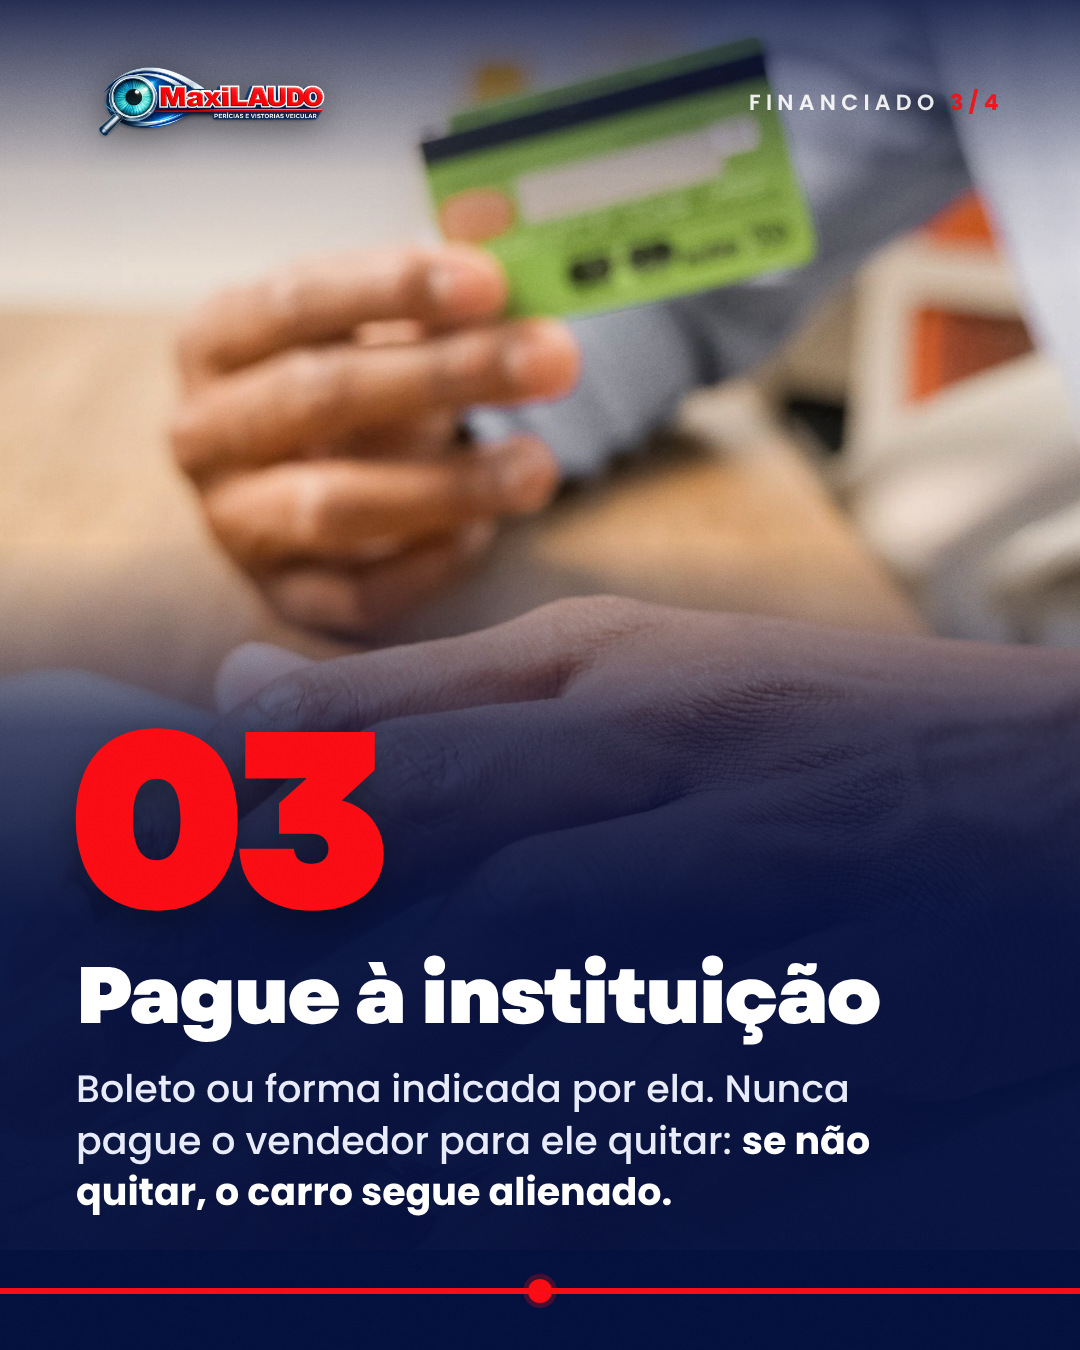 MaxiLAUDO
PERÍCIAS E VISTORIAS VEICULAR
FINANCIADO 3/4
03
Pague à instituição
Boleto ou forma indicada por ela. Nunca
pague o vendedor para ele quitar: se não
quitar, o carro segue alienado.